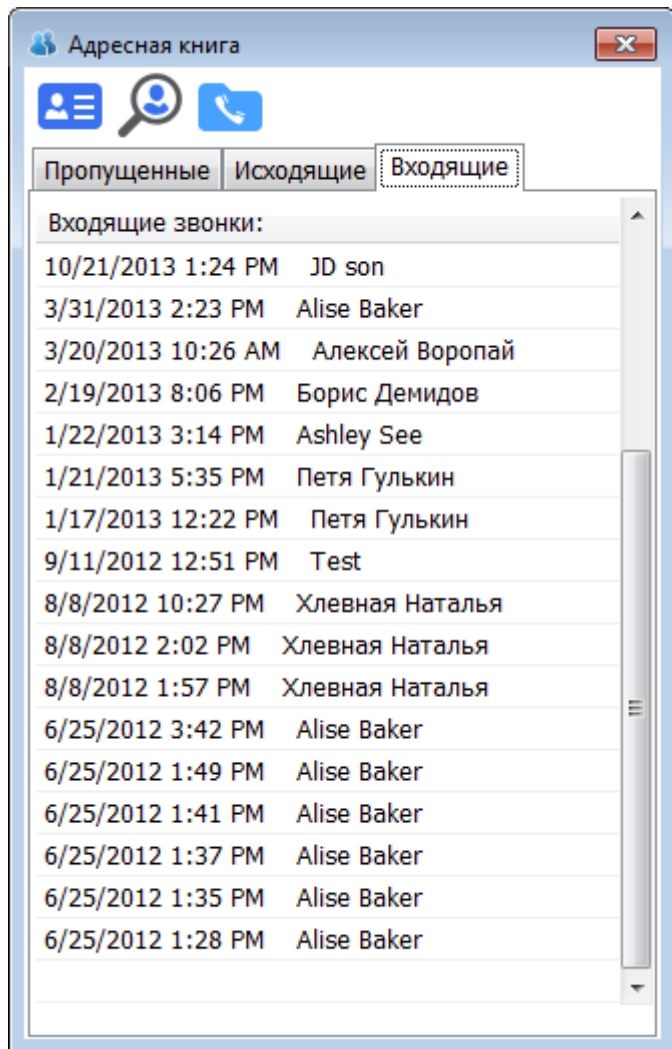 Адресная книга
Пропущенные Исходящие Входящие
Входящие звонки:
10/21/2013 1:24 PM JD son
3/31/2013 2:23 PM Alise Baker
3/20/2013 10:26 AM Алексей Воропай
2/19/2013 8:06 PM Борис Демидов
1/22/2013 3:14 PM Ashley See
1/21/2013 5:35 PM Петя Гулькин
1/17/2013 12:22 PM Петя Гулькин
9/11/2012 12:51 PM Test
8/8/2012 10:27 PM Хлевная Наталья
8/8/2012 2:02 PM Хлевная Наталья
8/8/2012 1:57 PM Хлевная Наталья
6/25/2012 3:42 PM Alise Baker
6/25/2012 1:49 PM Alise Baker
6/25/2012 1:41 PM Alise Baker
6/25/2012 1:37 PM Alise Baker
6/25/2012 1:35 PM Alise Baker
6/25/2012 1:28 PM Alise Baker